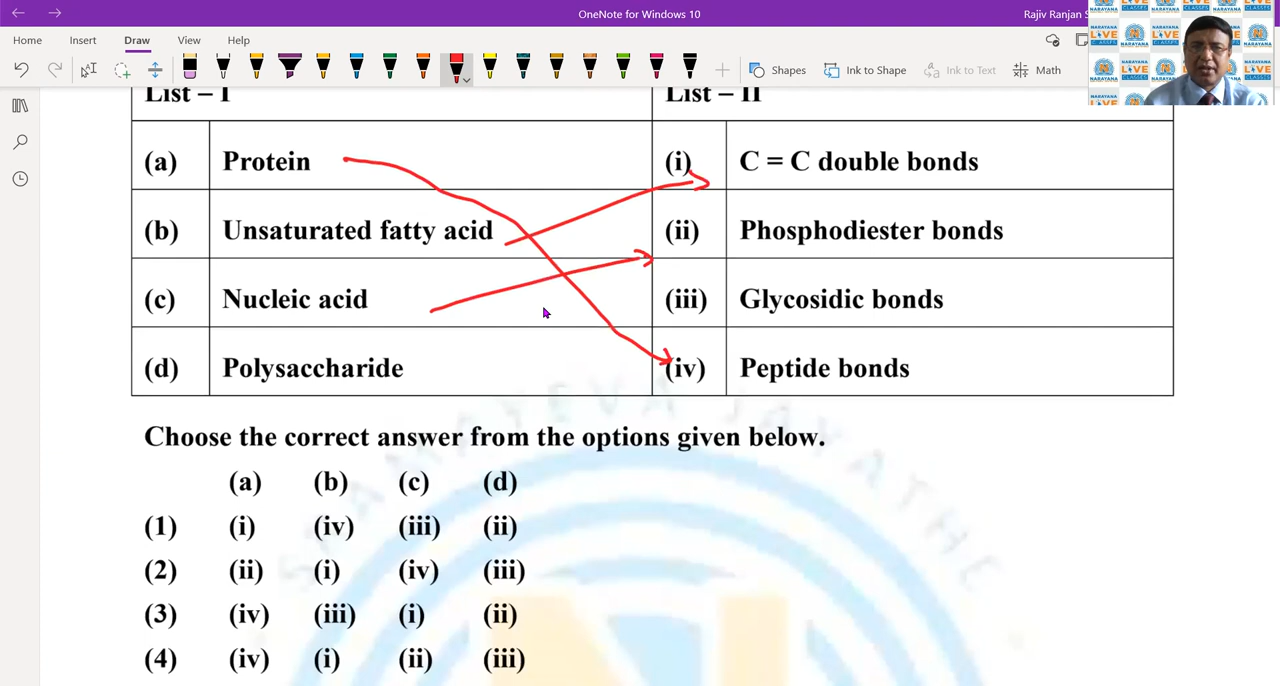 OneNote for Windows 10
Rajiv Ranjan S
Home Insert Draw View Help
Shapes Ink to Shape Ink to Text Math
List – I List – II
(a) Protein (i) C = C double bonds
(b) Unsaturated fatty acid (ii) Phosphodiester bonds
(c) Nucleic acid (iii) Glycosidic bonds
(d) Polysaccharide (iv) Peptide bonds
Choose the correct answer from the options given below.
(a) (b) (c) (d)
(1) (i) (iv) (iii) (ii)
(2) (ii) (i) (iv) (iii)
(3) (iv) (iii) (i) (ii)
(4) (iv) (i) (ii) (iii)